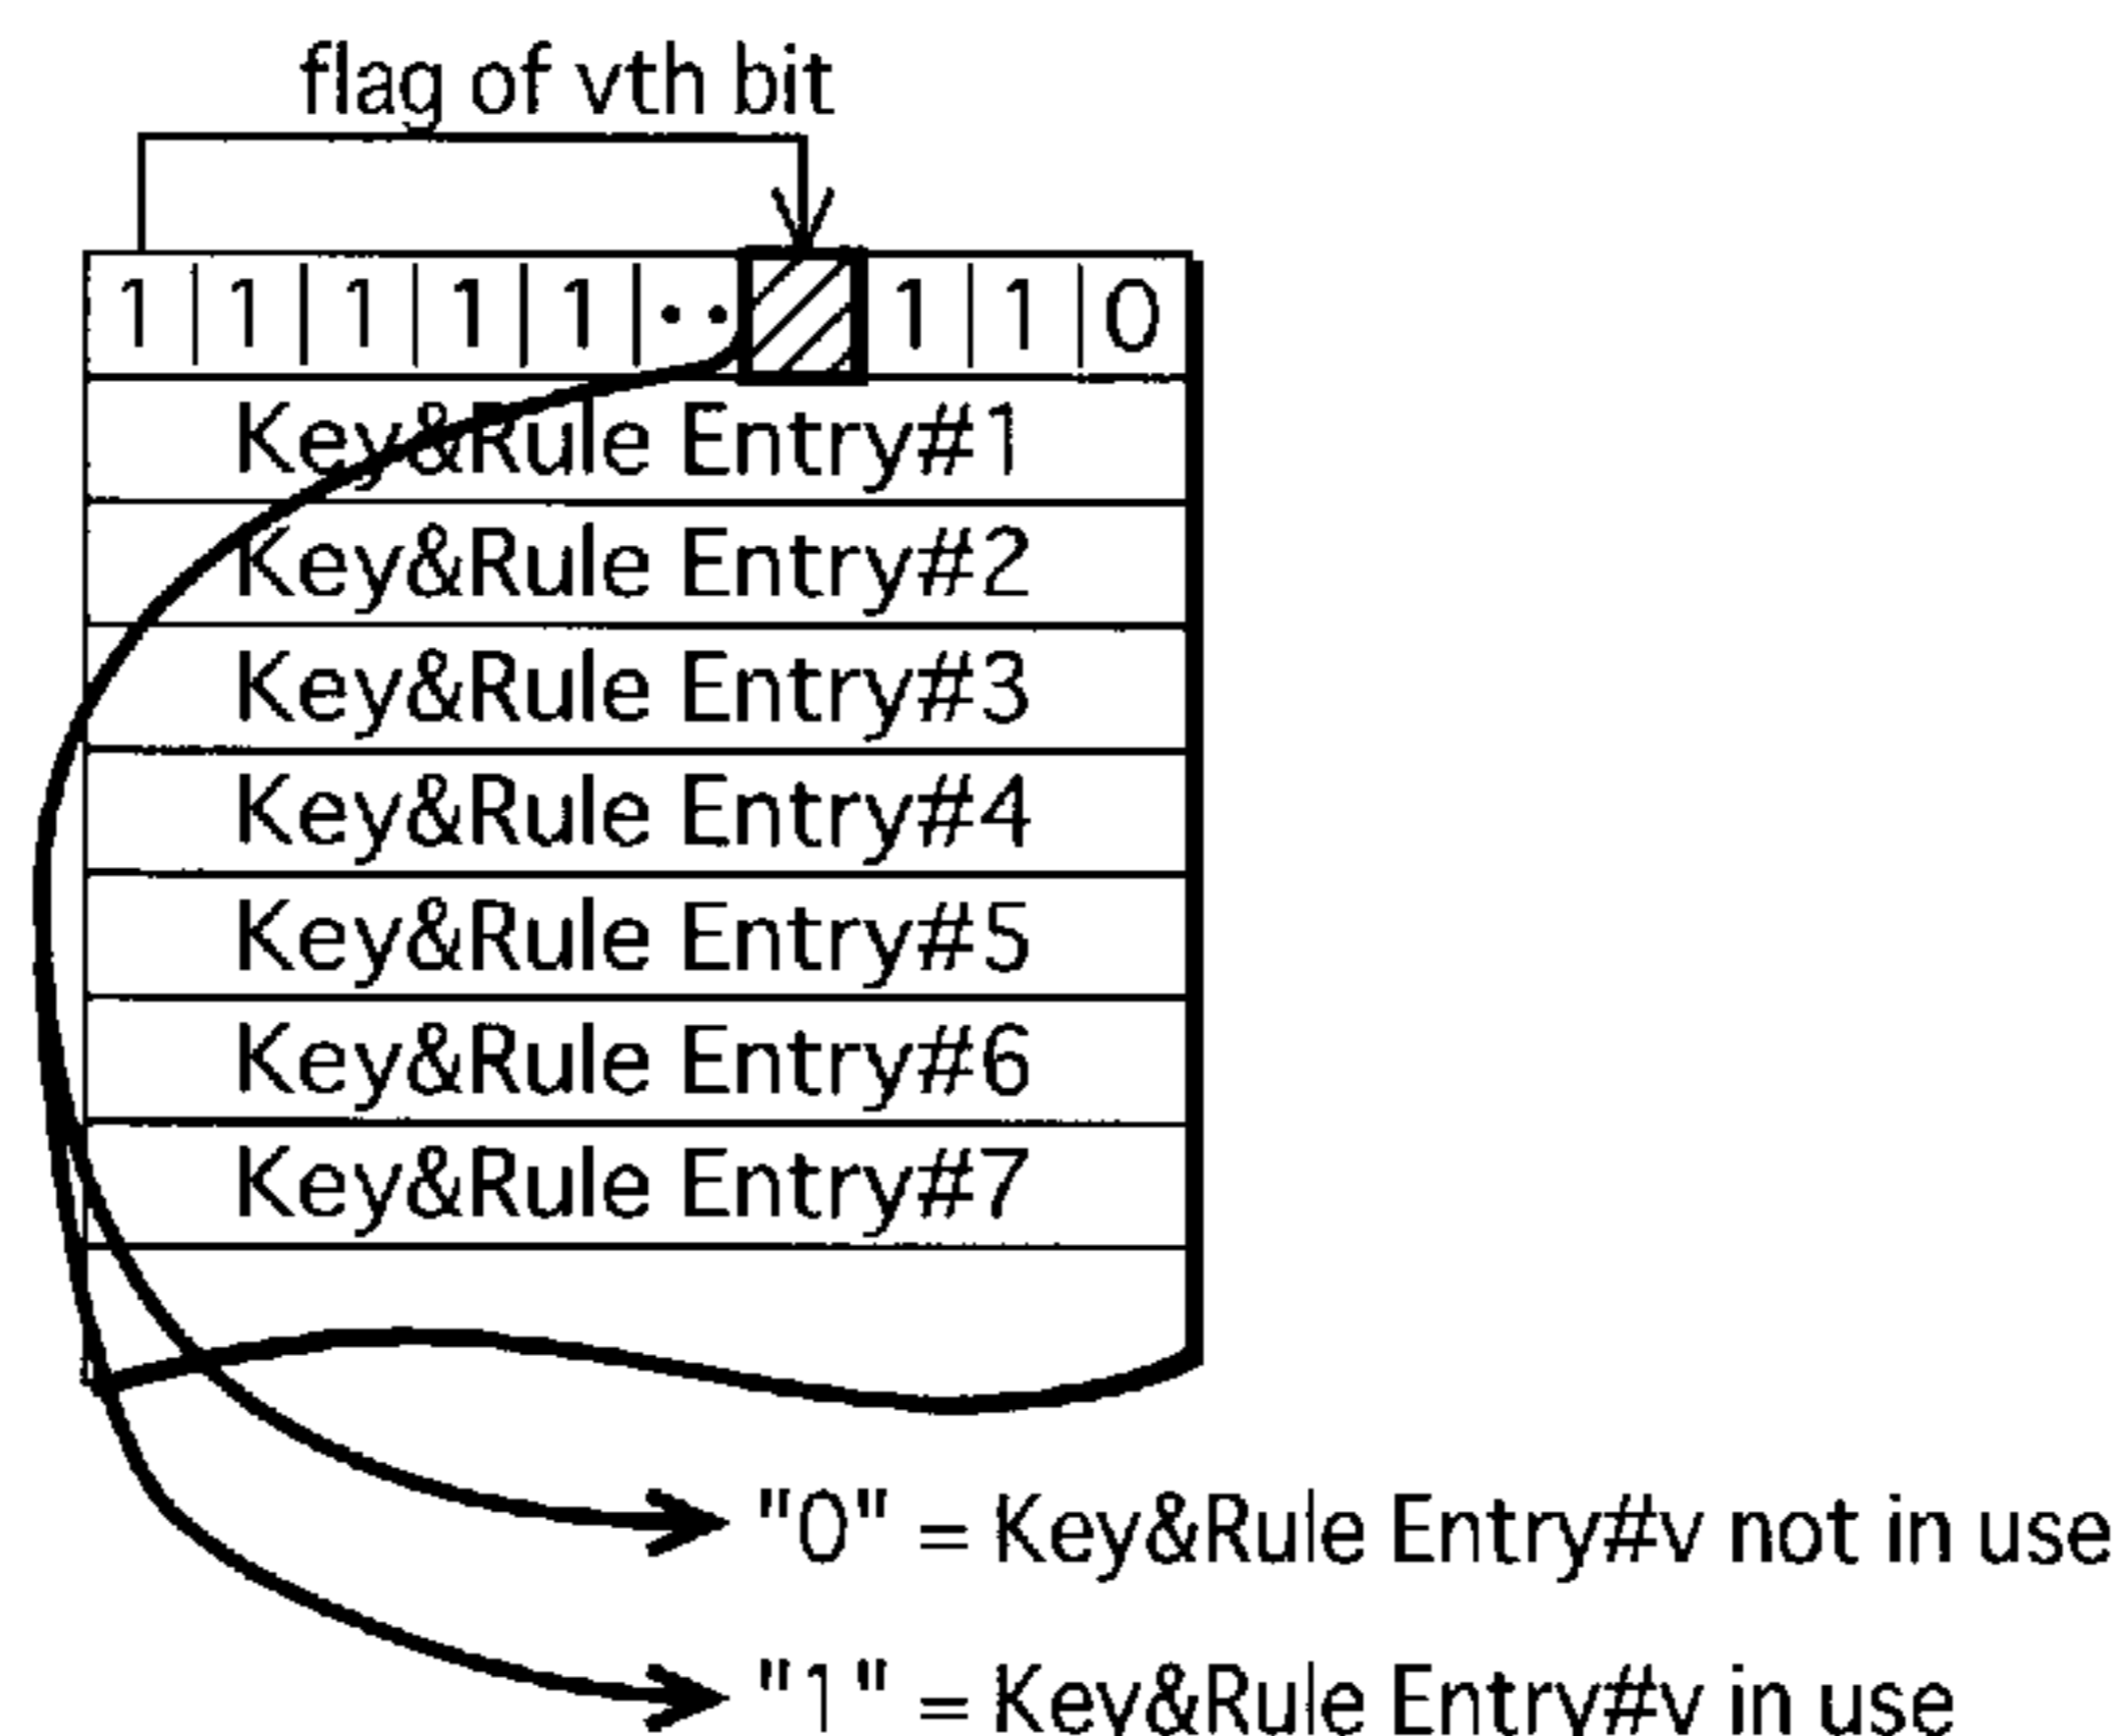 flag of vth bit
1 1 1 1 1 •• 1 1 0
Key&Rule Entry#1
Key&Rule Entry#2
Key&Rule Entry#3
Key&Rule Entry#4
Key&Rule Entry#5
Key&Rule Entry#6
Key&Rule Entry#7
"0" = Key&Rule Entry#v not in use
"1" = Key&Rule Entry#v in use